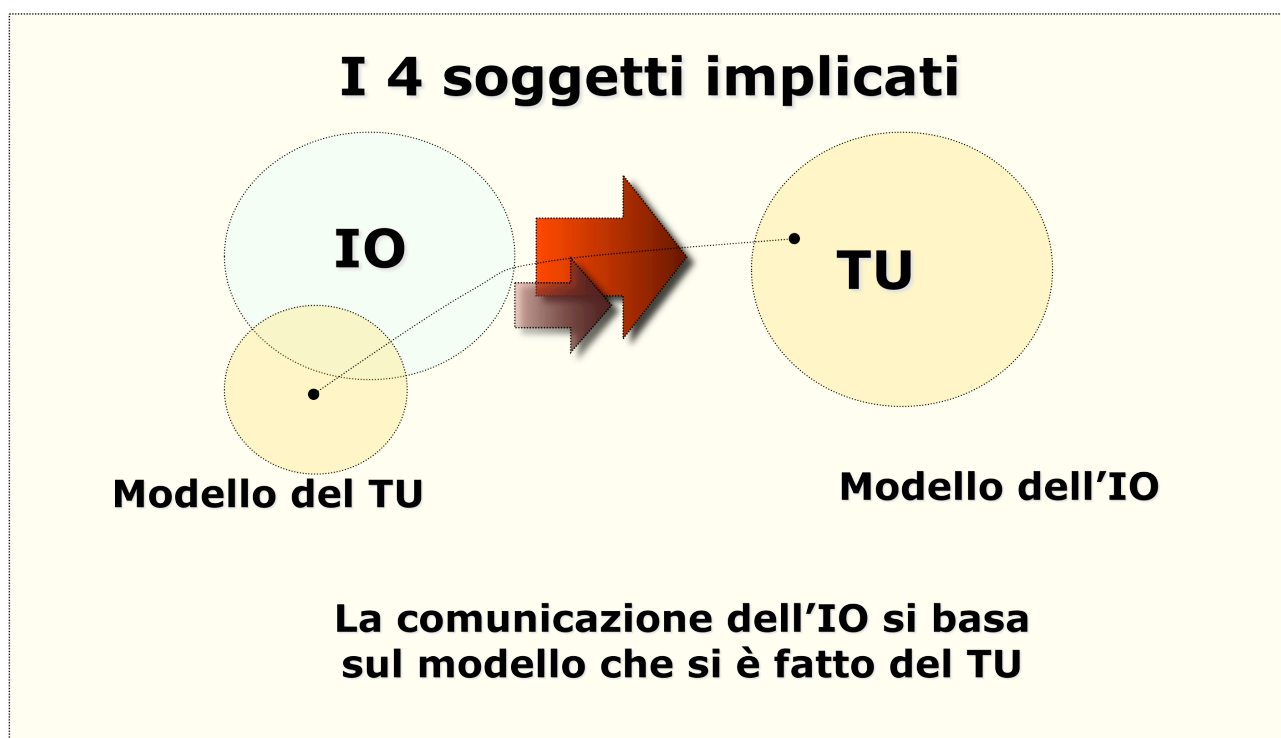 I 4 soggetti implicati
IO
TU
Modello del TU
Modello dell’IO
La comunicazione dell’IO si basa
sul modello che si è fatto del TU